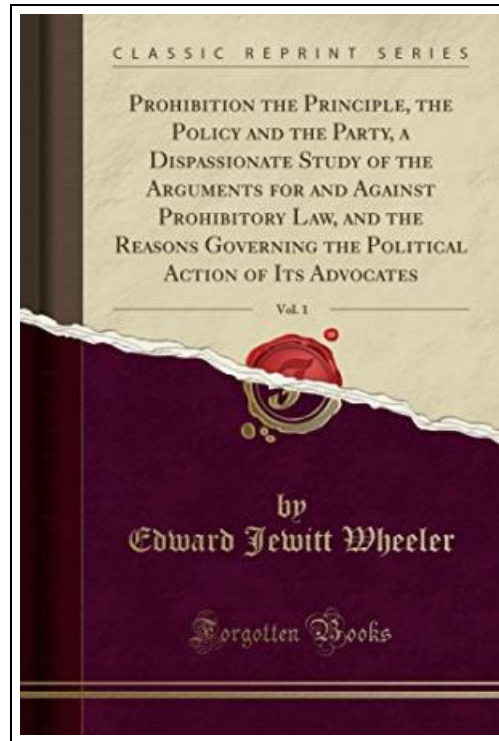 CLASSIC REPRINT SERIES
PROHIBITION THE PRINCIPLE, THE
POLICY AND THE PARTY, A
DISPASSIONATE STUDY OF THE
ARGUMENTS FOR AND AGAINST
PROHIBITORY LAW, AND THE
REASONS GOVERNING THE POLITICAL
ACTION OF ITS ADVOCATES
Vol. 1
by
Edward Jewitt Wheeler
Forgotten Books